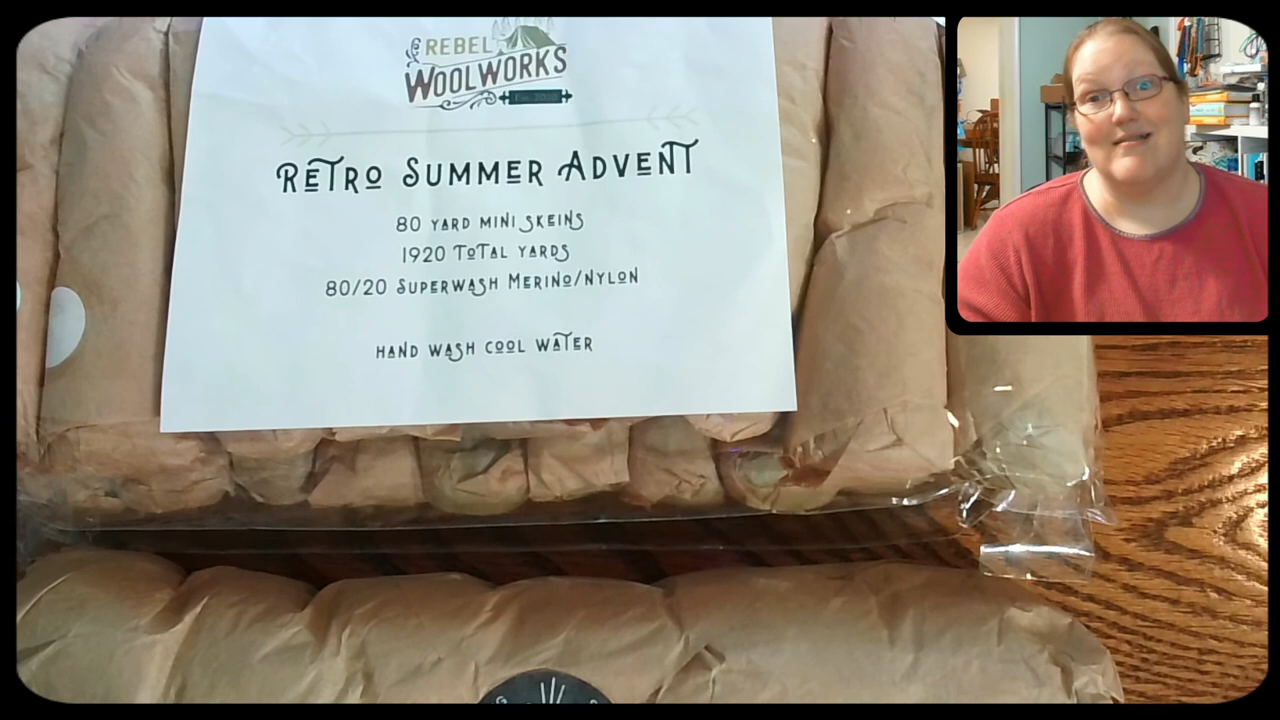 REBEL
WOOLWORKS
RETRO SUMMER ADVENT
80 YARD MINI SKEINS
1920 TOTAL YARDS
80/20 SUPERWASH MERINO/NYLON
HAND WASH COOL WATER